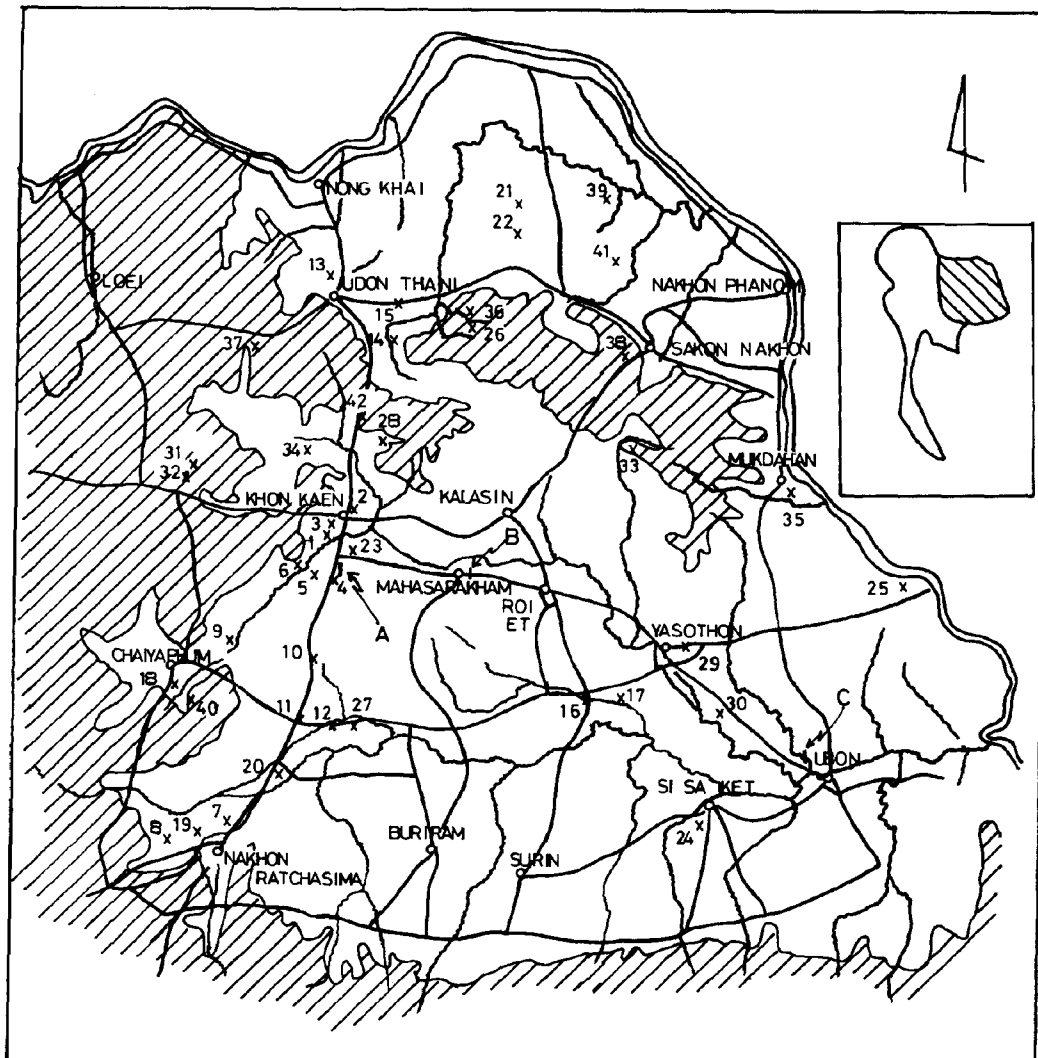 NONG KHAI
21
39
22
41
13
LOEI
UDON THANI
NAKHON PHANOM
15
36
26
14
38
SAKON NAKHON
37
42
28
34
33
31
32
MUKDAHAN
KHON KAEN
2
KALASIN
35
3
1
23
B
6
5
4
MAHASARAKHAM
25
ROI
ET
A
9
YASOTHON
10
CHAIYAPHUM
29
18
40
16
17
30
C
11
12
27
UBON
20
SI SA KET
7
8
19
24
BURIRAM
NAKHON
RATCHASIMA
SURIN